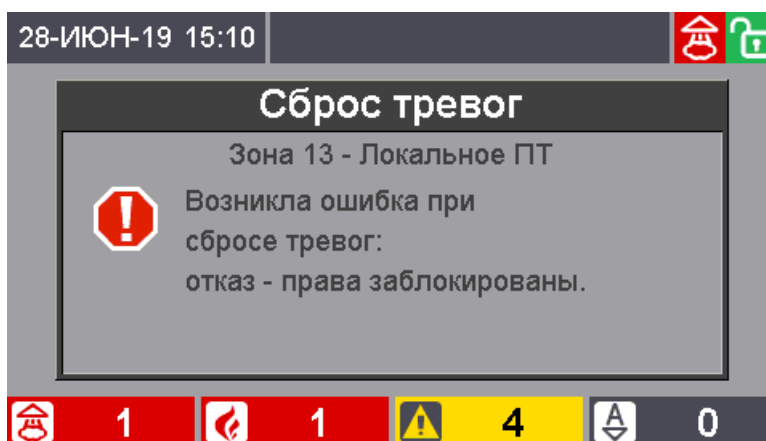 28-ИЮН-19 15:10
Сброс тревог
Зона 13 - Локальное ПТ
Возникла ошибка при
сбросе тревог:
отказ - права заблокированы.
1 1 4 A 0